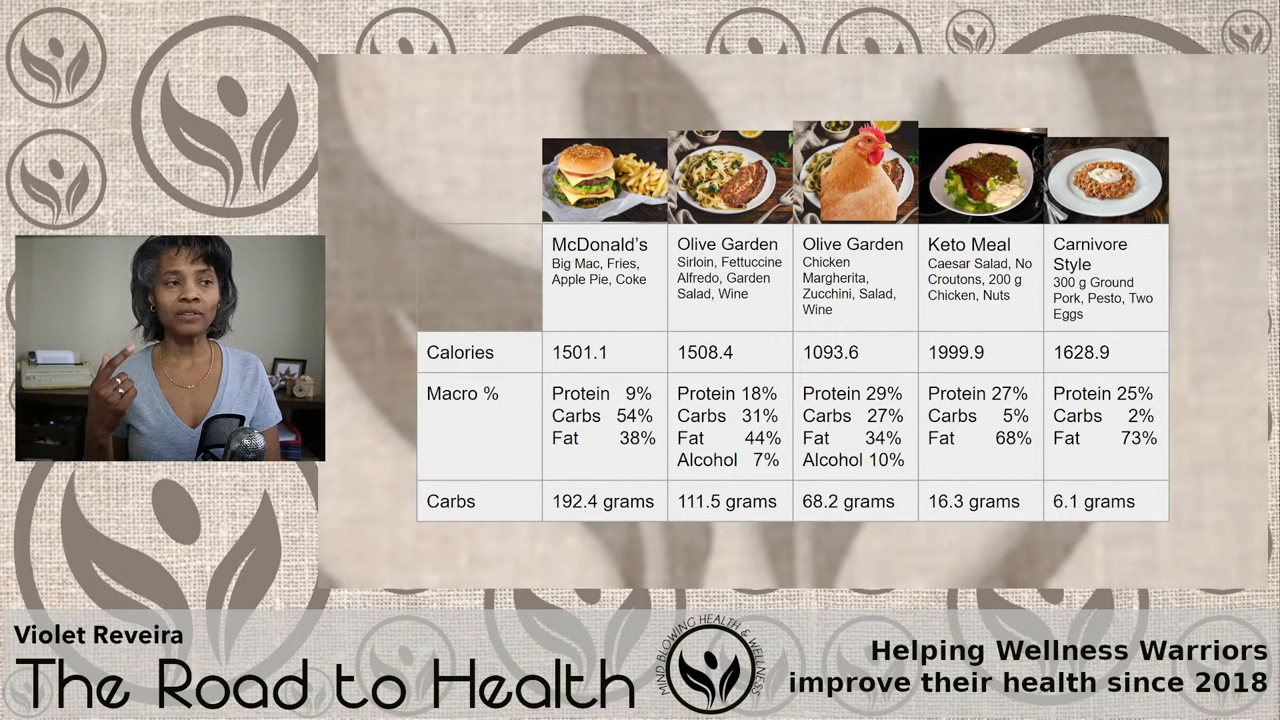 McDonald's
Big Mac, Fries,
Apple Pie, Coke
Olive Garden
Sirloin, Fettuccine
Alfredo, Garden
Salad, Wine
Olive Garden
Chicken
Margherita,
Zucchini, Salad,
Wine
Keto Meal
Caesar Salad, No
Croutons, 200 g
Chicken, Nuts
Carnivore
Style
300 g Ground
Pork, Pesto, Two
Eggs
Calories
1501.1
1508.4
1093.6
1999.9
1628.9
Macro %
Protein 9%
Carbs 54%
Fat 38%
Protein 18%
Carbs 31%
Fat 44%
Alcohol 7%
Protein 29%
Carbs 27%
Fat 34%
Alcohol 10%
Protein 27%
Carbs 5%
Fat 68%
Protein 25%
Carbs 2%
Fat 73%
Carbs
192.4 grams
111.5 grams
68.2 grams
16.3 grams
6.1 grams
Violet Reveira
The Road to Health
MIND BLOWING HEALTH & WELLNESS
Helping Wellness Warriors
improve their health since 2018